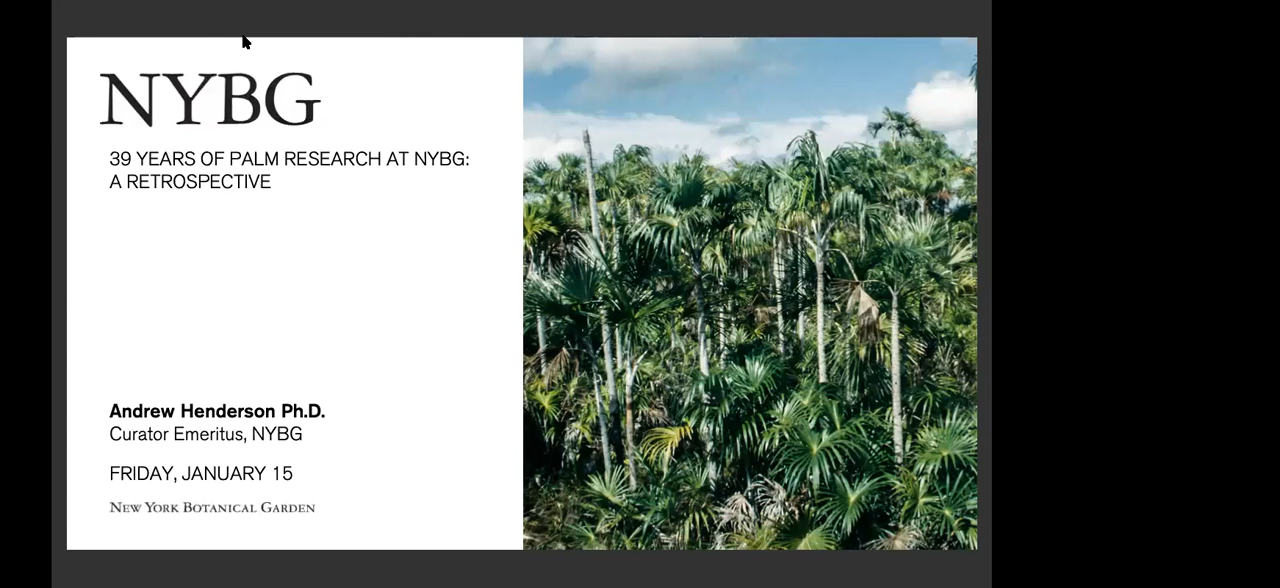 NYBG
39 YEARS OF PALM RESEARCH AT NYBG:
A RETROSPECTIVE
Andrew Henderson Ph.D.
Curator Emeritus, NYBG
FRIDAY, JANUARY 15
NEW YORK BOTANICAL GARDEN